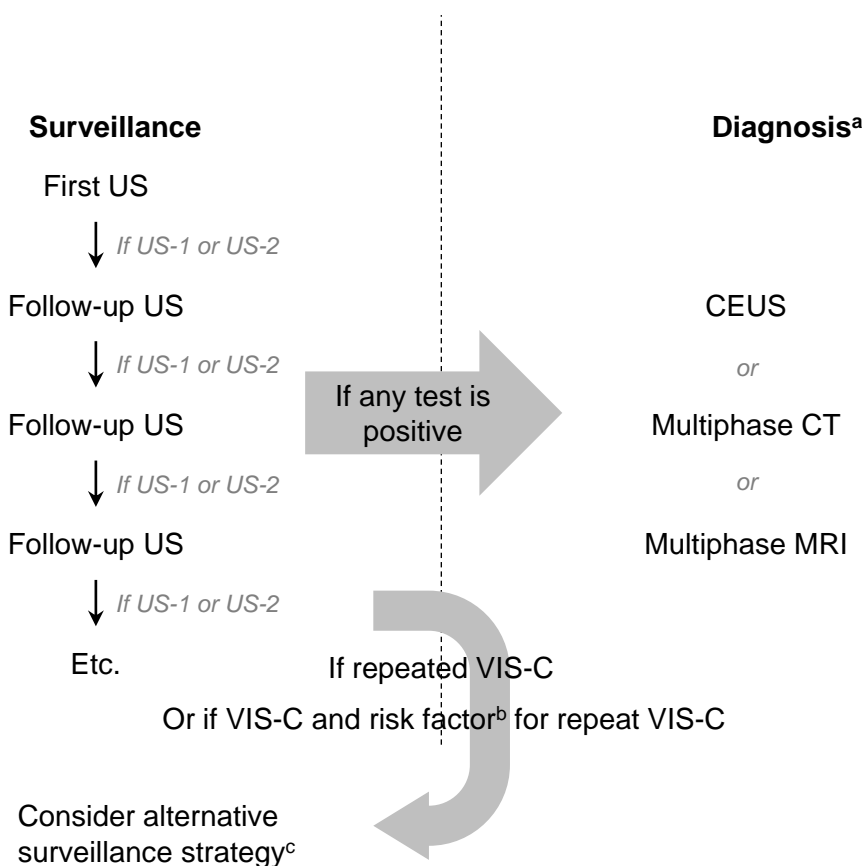 Surveillance
Diagnosisᵃ
First US
If US-1 or US-2
Follow-up US
CEUS
If US-1 or US-2
or
If any test is
positive
Follow-up US
Multiphase CT
If US-1 or US-2
or
Follow-up US
Multiphase MRI
If US-1 or US-2
Etc.
If repeated VIS-C
Or if VIS-C and risk factorᵇ for repeat VIS-C
Consider alternative
surveillance strategyᶜ